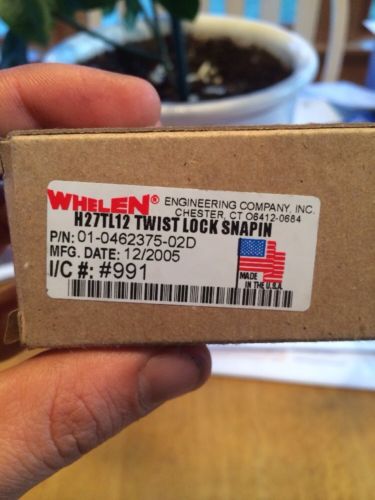 WHELEN® ENGINEERING COMPANY, INC.
CHESTER, CT 06412-0684
H27TL12 TWIST LOCK SNAPIN
P/N: 01-0462375-02D
MFG. DATE: 12/2005
I/C #: #991
MADE
IN THE U.S.A.